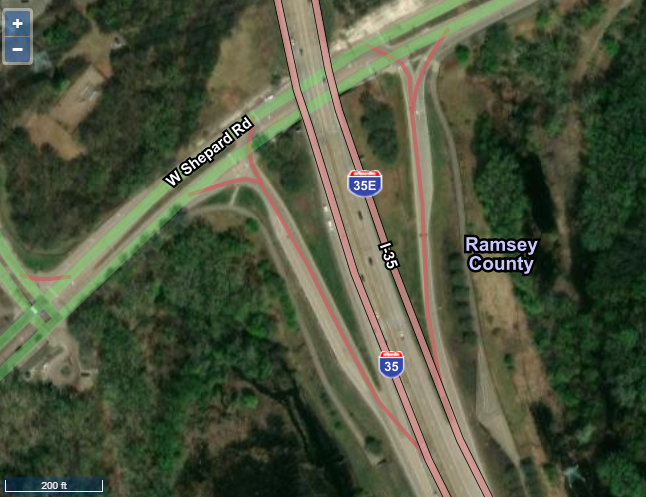 +
−
W Shepard Rd
35E
I-35
Ramsey
County
35
200 ft